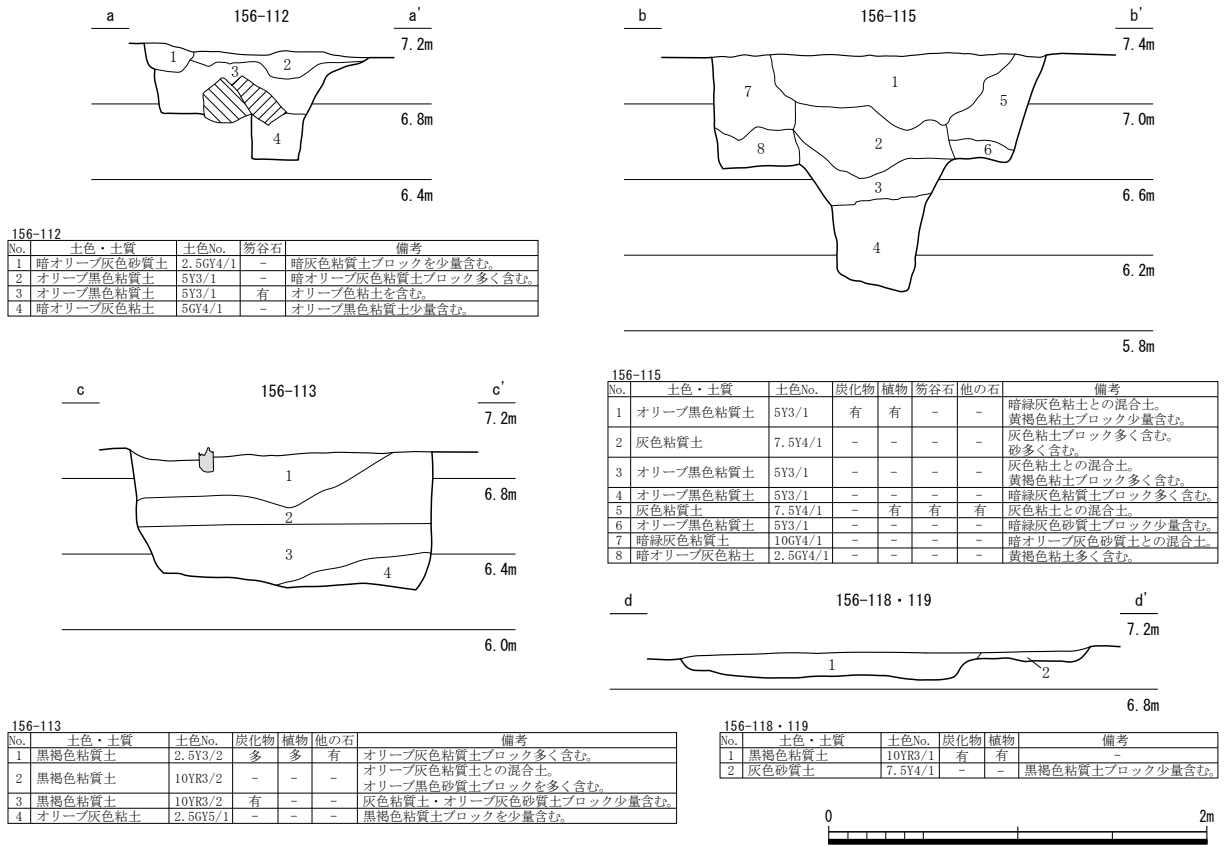 a 156-112 a'
7.2m
1
2
3
4
6.8m
6.4m
156-112
No. 土色・土質 土色No. 笏谷石 備考
1 暗オリーブ灰色砂質土 2.5GY4/1 - 暗灰色粘質土ブロックを少量含む。
2 オリーブ黒色粘質土 5Y3/1 - 暗オリーブ灰色粘質土ブロック多く含む。
3 オリーブ黒色粘質土 5Y3/1 有 オリーブ色粘土を含む。
4 暗オリーブ灰色粘土 5GY4/1 - オリーブ黒色粘質土少量含む。
b 156-115 b'
7.4m
1
7
5
7.0m
2
8
6
3
6.6m
4
6.2m
5.8m
156-115
No. 土色・土質 土色No. 炭化物 植物 笏谷石 他の石 備考
1 オリーブ黒色粘質土 5Y3/1 有 有 - - 暗緑灰色粘土との混合土。
黄褐色粘土ブロック少量含む。
2 灰色粘質土 7.5Y4/1 - - - - 灰色粘土ブロック多く含む。
砂多く含む。
3 オリーブ黒色粘質土 5Y3/1 - - - - 灰色粘土との混合土。
黄褐色粘土ブロック多く含む。
4 オリーブ黒色粘質土 5Y3/1 - - - - 暗緑灰色粘質土ブロック多く含む。
5 灰色粘質土 7.5Y4/1 - 有 有 有 灰色粘土との混合土。
6 オリーブ黒色粘質土 5Y3/1 - - - - 暗緑灰色砂質土ブロック少量含む。
7 暗緑灰色粘質土 10GY4/1 - - - - 暗オリーブ灰色砂質土との混合土。
8 暗オリーブ灰色粘土 2.5GY4/1 - - - - 黄褐色粘土多く含む。
c 156-113 c'
7.2m
1
6.8m
2
3
6.4m
4
6.0m
156-113
No. 土色・土質 土色No. 炭化物 植物 他の石 備考
1 黒褐色粘質土 2.5Y3/2 多 多 有 オリーブ灰色粘質土ブロック多く含む。
2 黒褐色粘質土 10YR3/2 - - - オリーブ灰色粘質土との混合土。
オリーブ黒色砂質土ブロックを多く含む。
3 黒褐色粘質土 10YR3/2 有 - - 灰色粘質土・オリーブ灰色砂質土ブロック少量含む。
4 オリーブ灰色粘土 2.5GY5/1 - - - 黒褐色粘質土ブロックを少量含む。
d 156-118・119 d'
7.2m
1
2
6.8m
156-118・119
No. 土色・土質 土色No. 炭化物 植物 備考
1 黒褐色粘質土 10YR3/1 有 有 -
2 灰色砂質土 7.5Y4/1 - - 黒褐色粘質土ブロック少量含む。
0 2m